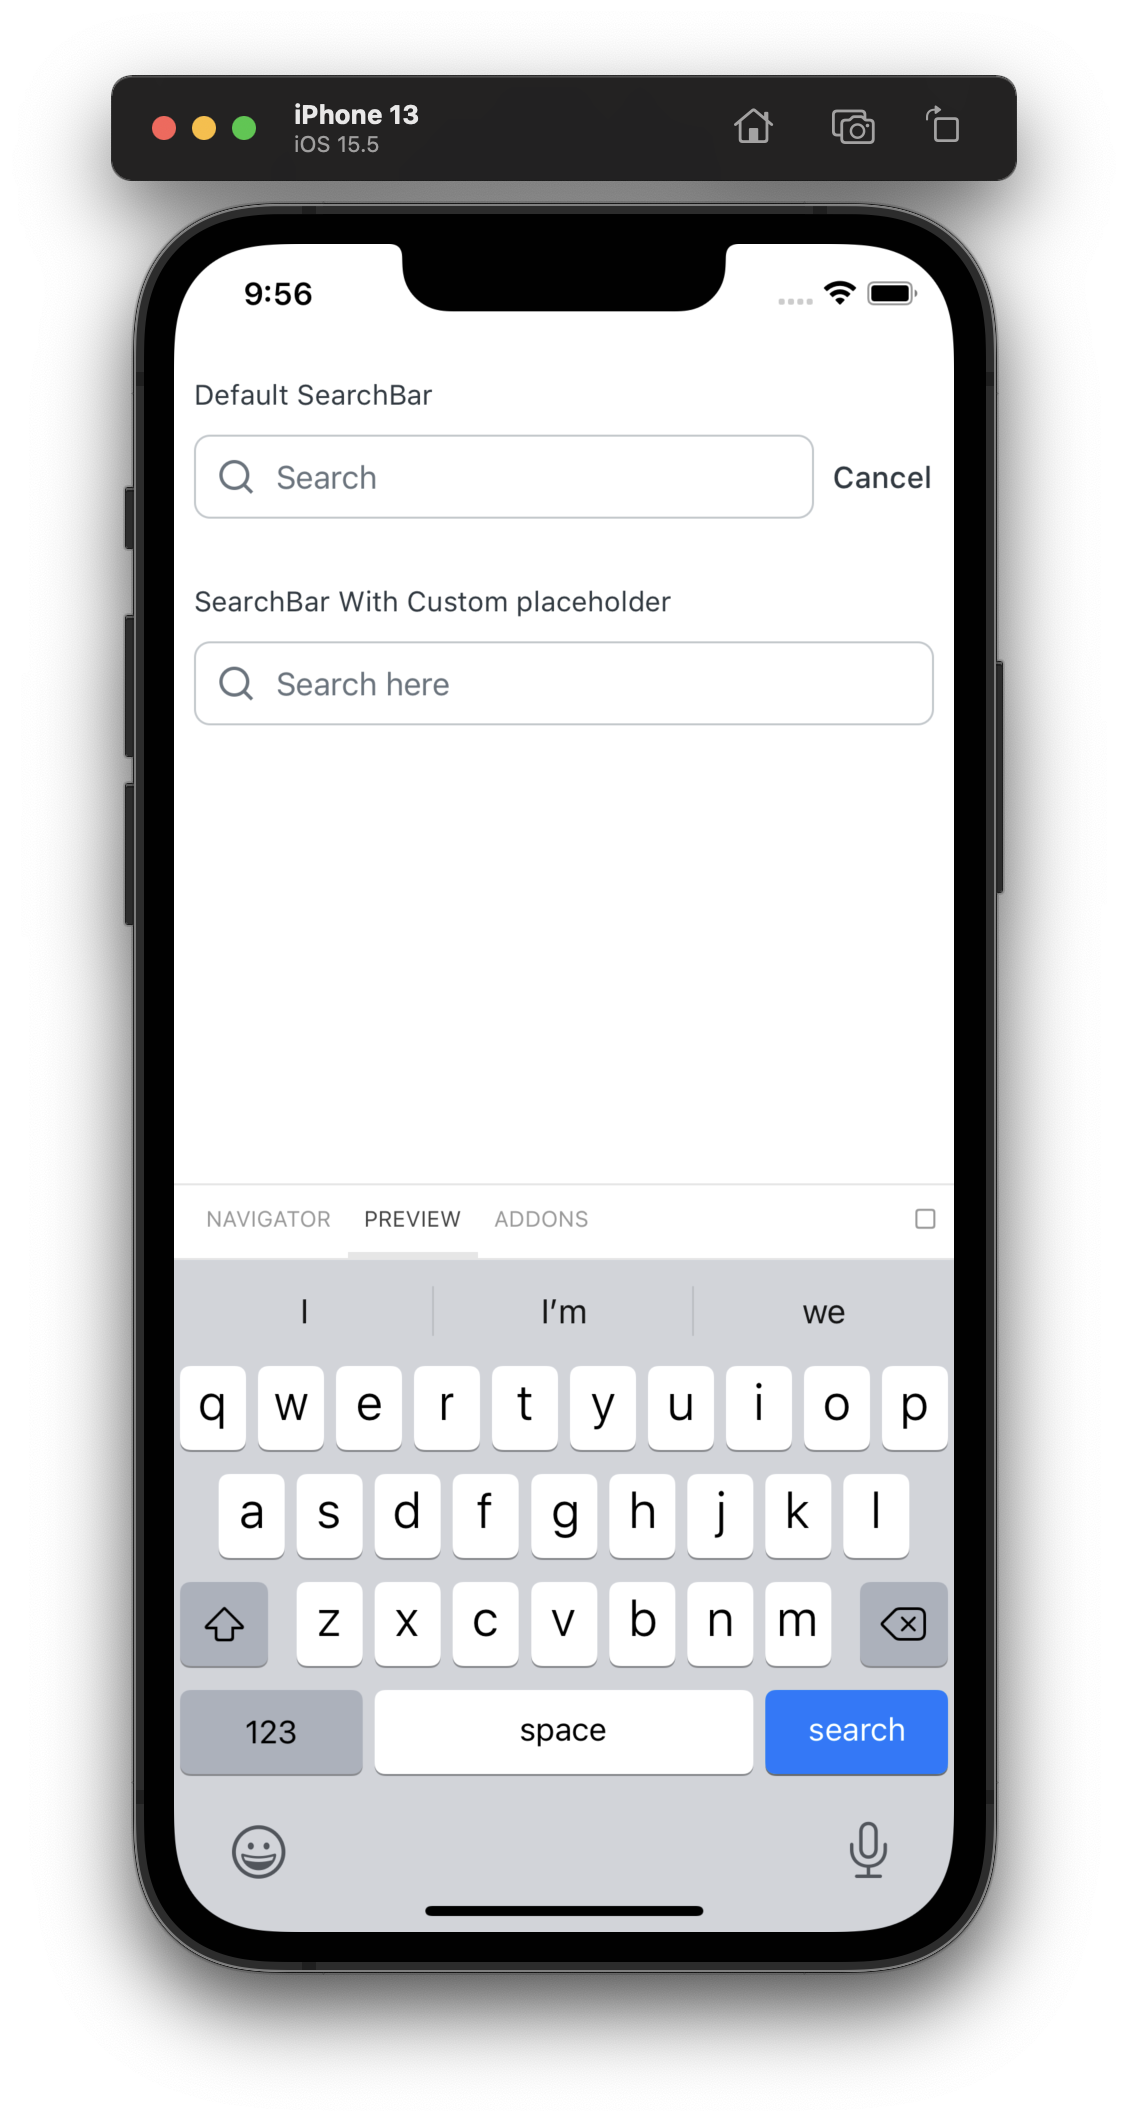 iPhone 13
iOS 15.5
9:56
Default SearchBar
Search Cancel
SearchBar With Custom placeholder
Search here
NAVIGATOR PREVIEW ADDONS
I I’m we
q w e r t y u i o p
a s d f g h j k l
z x c v b n m
123 space search